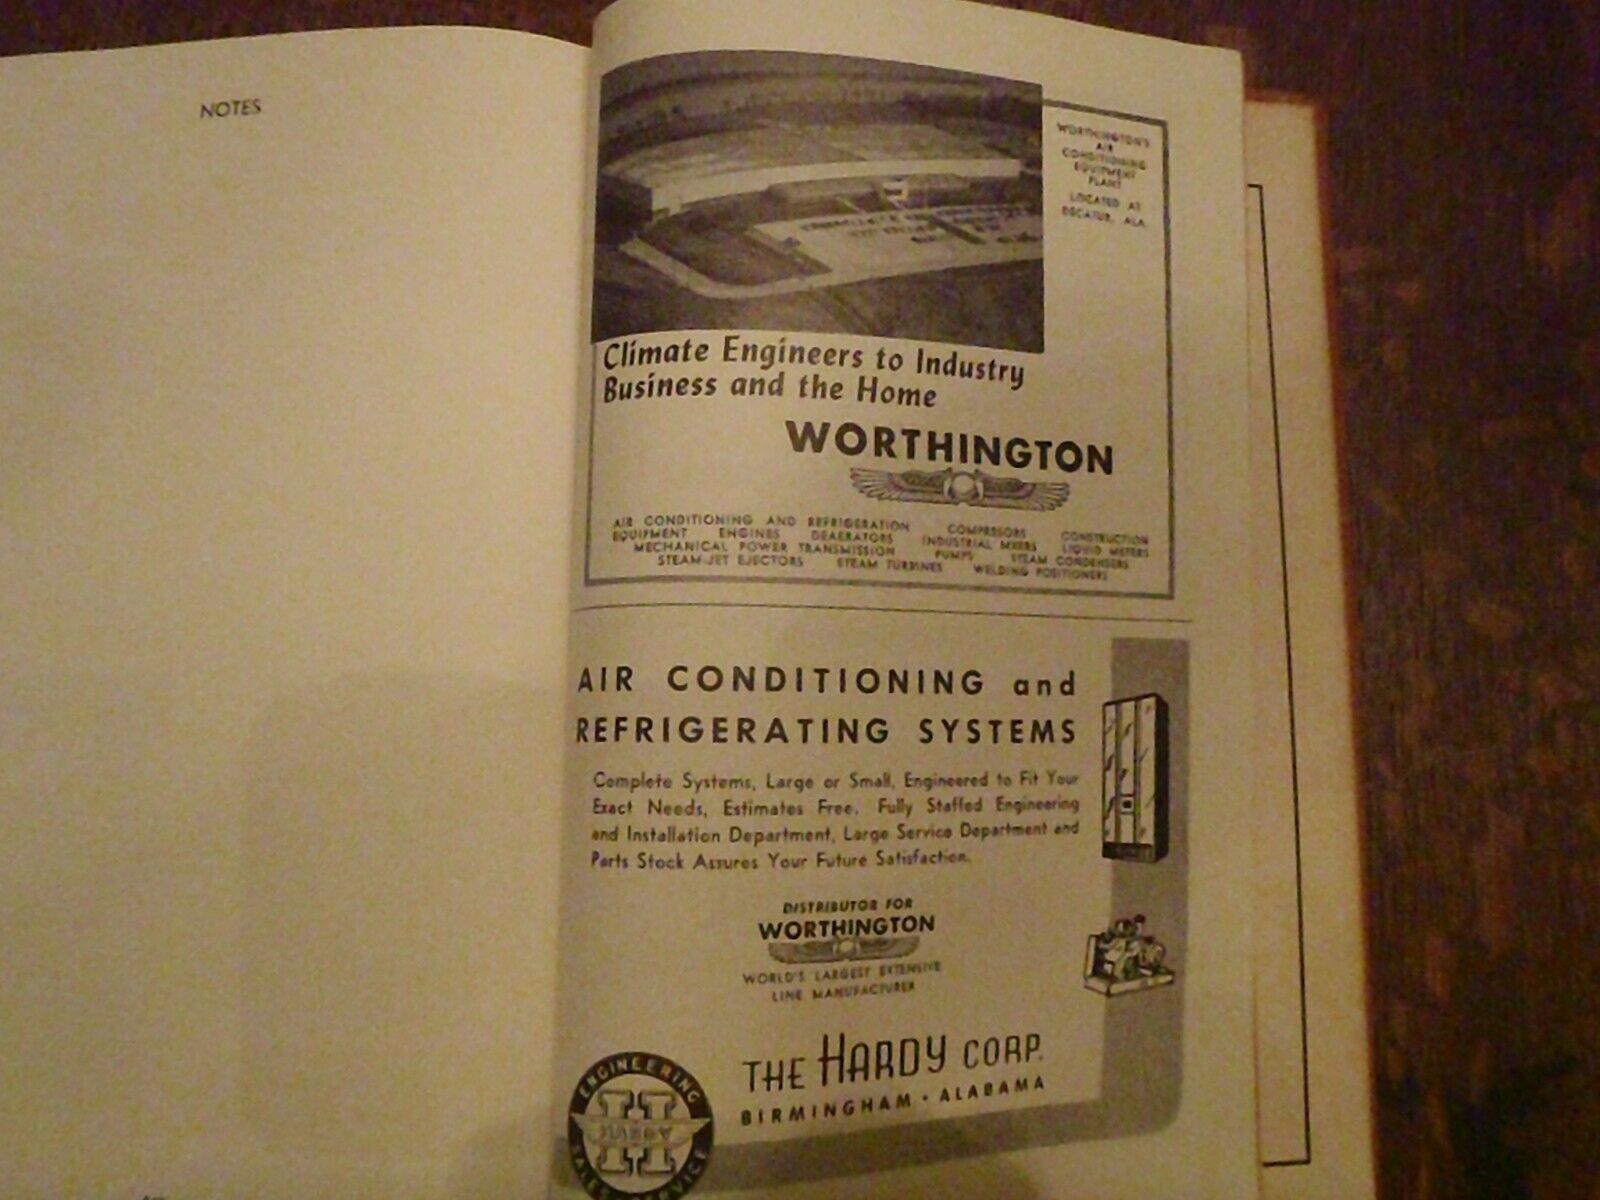 NOTES
WORTHINGTON'S
AIR
CONDITIONING
EQUIPMENT
PLANT
LOCATED AT
DECATUR, ALA.
Climate Engineers to Industry
Business and the Home
WORTHINGTON
AIR CONDITIONING AND REFRIGERATION COMPRESORS CONSTRUCTION
EQUIPMENT ENGINES DEAERATORS INDUSTRIAL MXERS LIQUID METERS
MECHANICAL POWER TRANSMISSION PUMPS STEAM CONDENSERS
STEAM-JET EJECTORS STEAM TURBINES WELDING POSITIONERS
AIR CONDITIONING and
REFRIGERATING SYSTEMS
Complete Systems, Large or Small, Engineered to Fit Your
Exact Needs, Estimates Free. Fully Staffed Engineering
and Installation Department, Large Service Department and
Parts Stock Assures Your Future Satisfaction.
DISTRIBUTOR FOR
WORTHINGTON
WORLD'S LARGEST EXTENSIVE
LINE MANUFACTURER
THE HARDY CORP.
BIRMINGHAM • ALABAMA
ENGINEERING
H
HARDY
SALES SERVICE